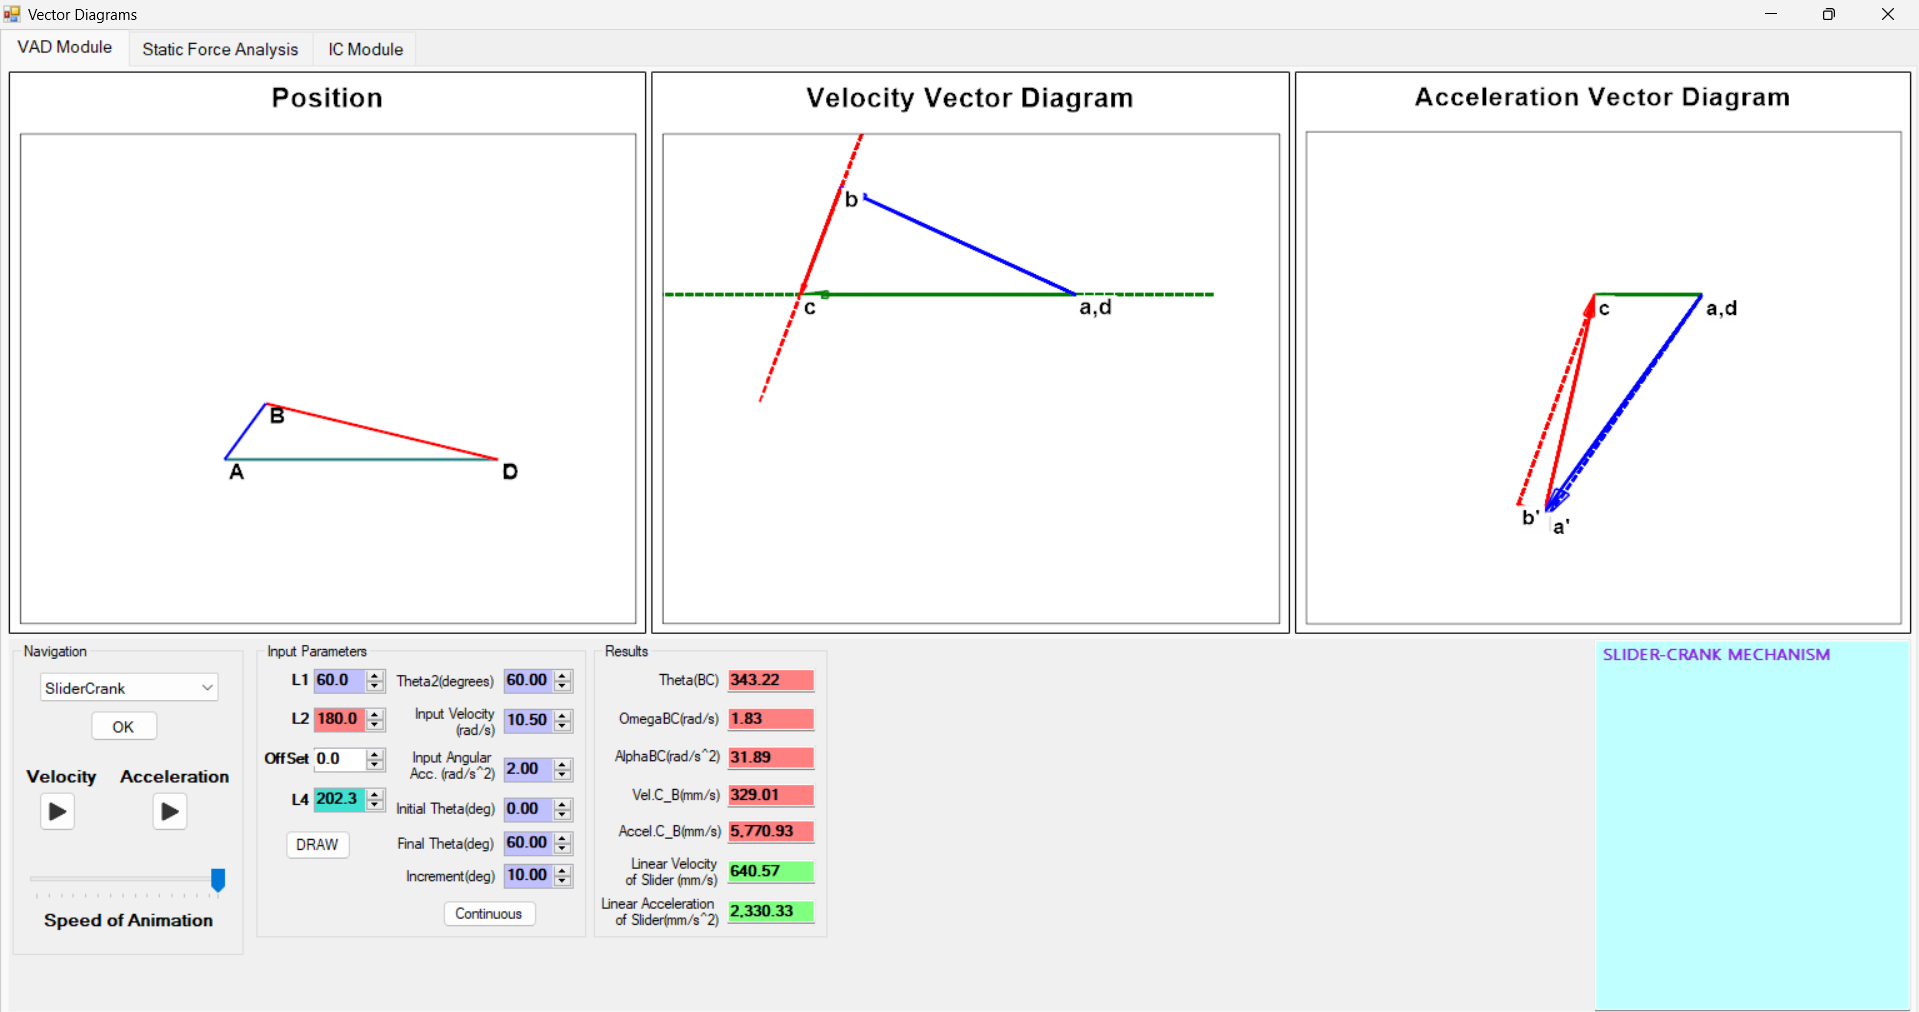 Vector Diagrams
VAD Module
Static Force Analysis
IC Module
Position
B
A
D
Velocity Vector Diagram
b
c
a,d
Acceleration Vector Diagram
c
a,d
b'
a'
Navigation
SliderCrank
OK
Velocity
Acceleration
Speed of Animation
Input Parameters
L1 60.0
L2 180.0
OffSet 0.0
L4 202.3
DRAW
Theta2(degrees) 60.00
Input Velocity
(rad/s) 10.50
Input Angular
Acc. (rad/s^2) 2.00
Initial Theta(deg) 0.00
Final Theta(deg) 60.00
Increment(deg) 10.00
Continuous
Results
Theta(BC) 343.22
OmegaBC(rad/s) 1.83
AlphaBC(rad/s^2) 31.89
Vel.C_B(mm/s) 329.01
Accel.C_B(mm/s) 5,770.93
Linear Velocity
of Slider (mm/s) 640.57
Linear Acceleration
of Slider(mm/s^2) 2,330.33
SLIDER-CRANK MECHANISM